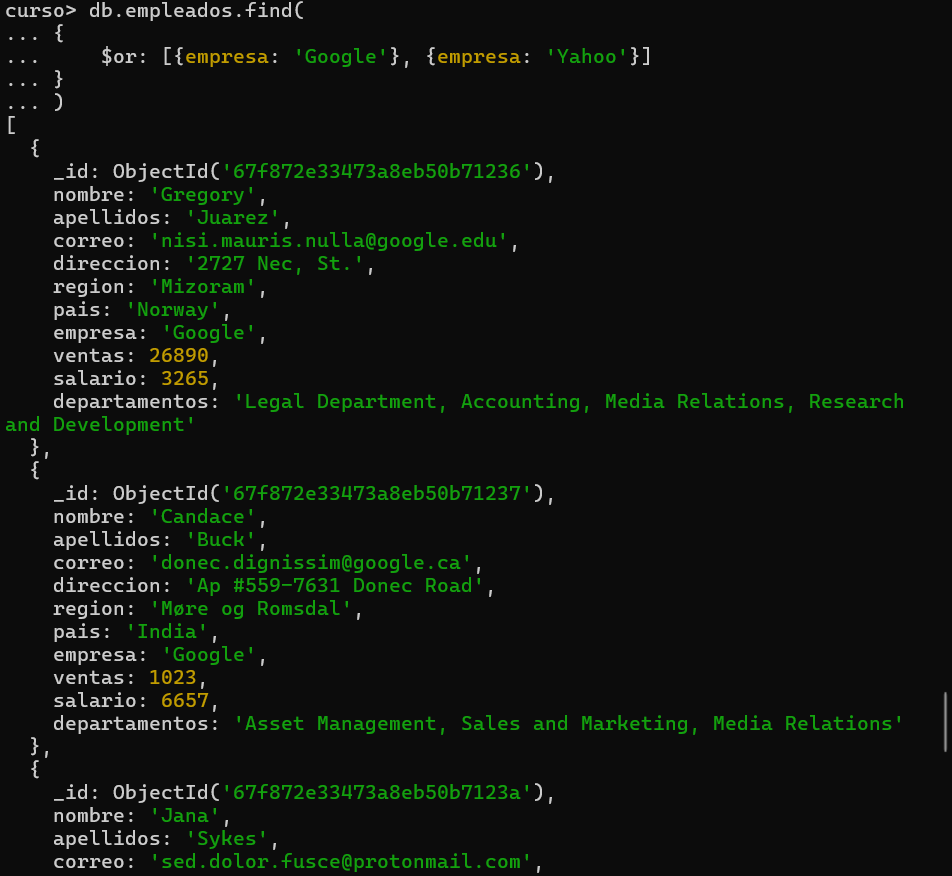 curso> db.empleados.find(
... {
...     $or: [{empresa: 'Google'}, {empresa: 'Yahoo'}]
... }
... )
[
  {
    _id: ObjectId('67f872e33473a8eb50b71236'),
    nombre: 'Gregory',
    apellidos: 'Juarez',
    correo: 'nisi.mauris.nulla@google.edu',
    direccion: '2727 Nec, St.',
    region: 'Mizoram',
    pais: 'Norway',
    empresa: 'Google',
    ventas: 26890,
    salario: 3265,
    departamentos: 'Legal Department, Accounting, Media Relations, Research
and Development'
  },
  {
    _id: ObjectId('67f872e33473a8eb50b71237'),
    nombre: 'Candace',
    apellidos: 'Buck',
    correo: 'donec.dignissim@google.ca',
    direccion: 'Ap #559-7631 Donec Road',
    region: 'Møre og Romsdal',
    pais: 'India',
    empresa: 'Google',
    ventas: 1023,
    salario: 6657,
    departamentos: 'Asset Management, Sales and Marketing, Media Relations'
  },
  {
    _id: ObjectId('67f872e33473a8eb50b7123a'),
    nombre: 'Jana',
    apellidos: 'Sykes',
    correo: 'sed.dolor.fusce@protonmail.com',